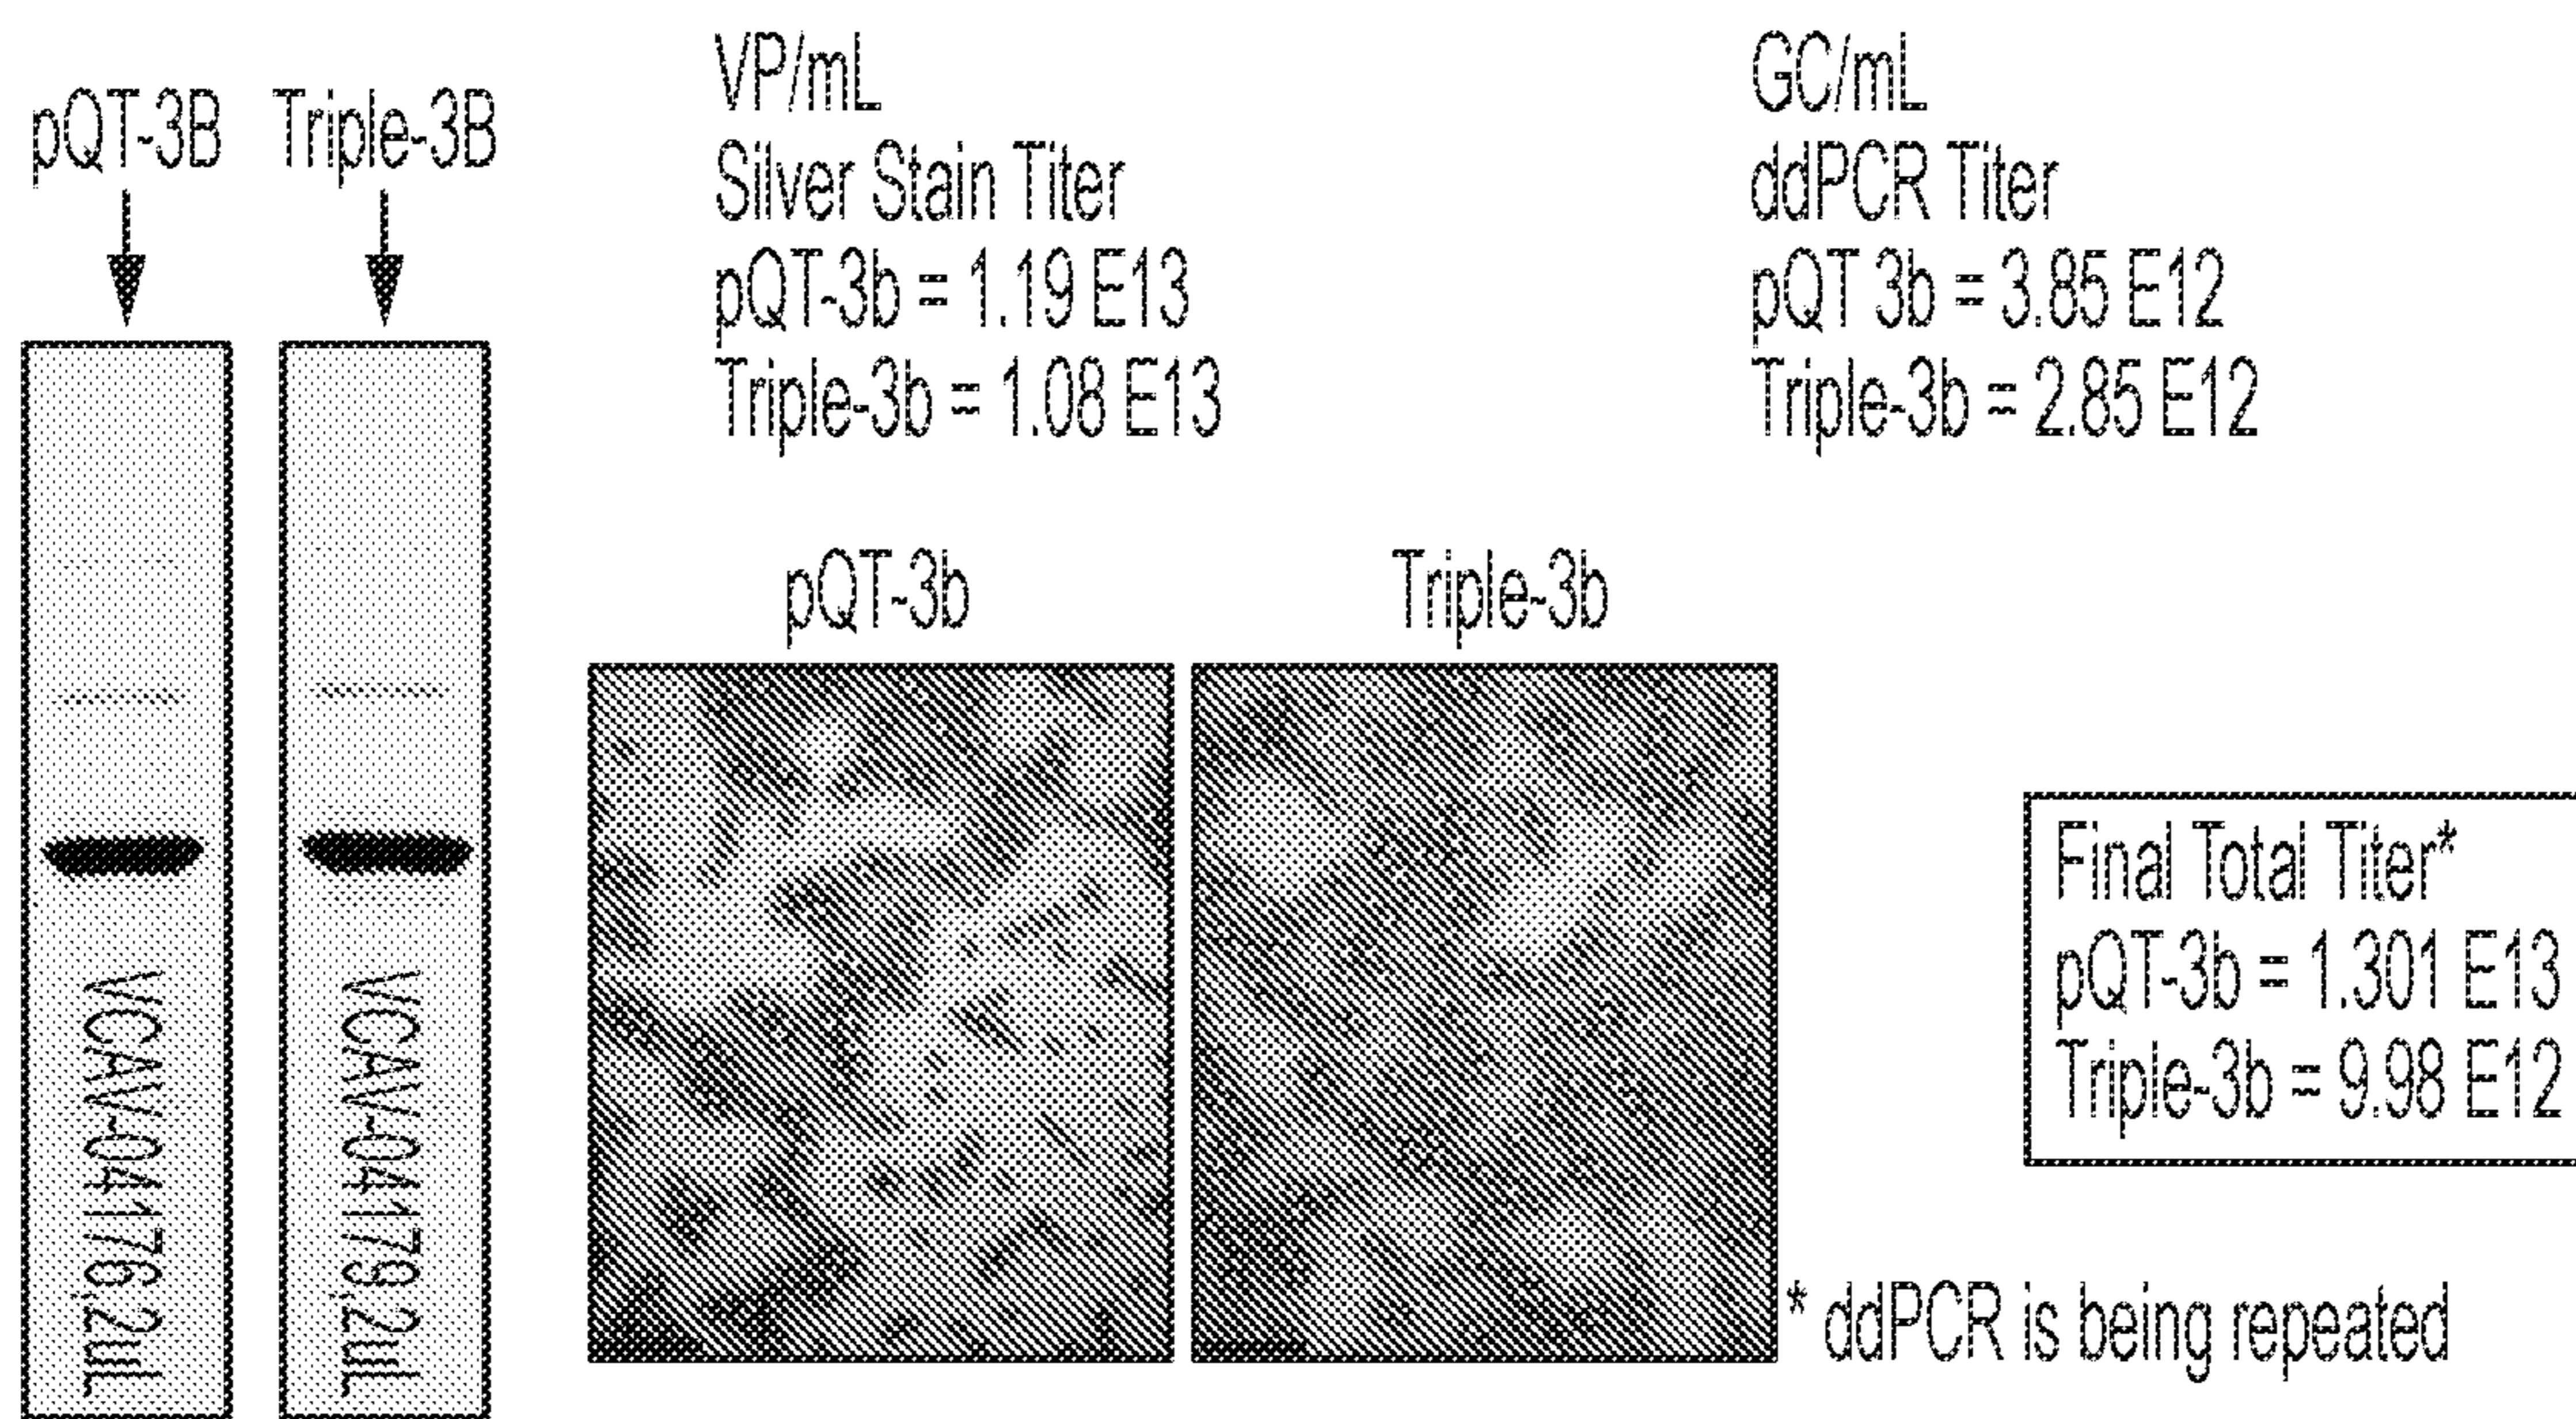 pQT-3B Triple-3B
VP/mL
Silver Stain Titer
pQT-3b = 1.19 E13
Triple-3b = 1.08 E13
GC/mL
ddPCR Titer
pQT 3b = 3.85 E12
Triple-3b = 2.85 E12
VCAV-04176,2uL
VCAV-04179,2uL
pQT-3b
Triple-3b
Final Total Titer*
pQT-3b = 1.301 E13
Triple-3b = 9.98 E12
* ddPCR is being repeated